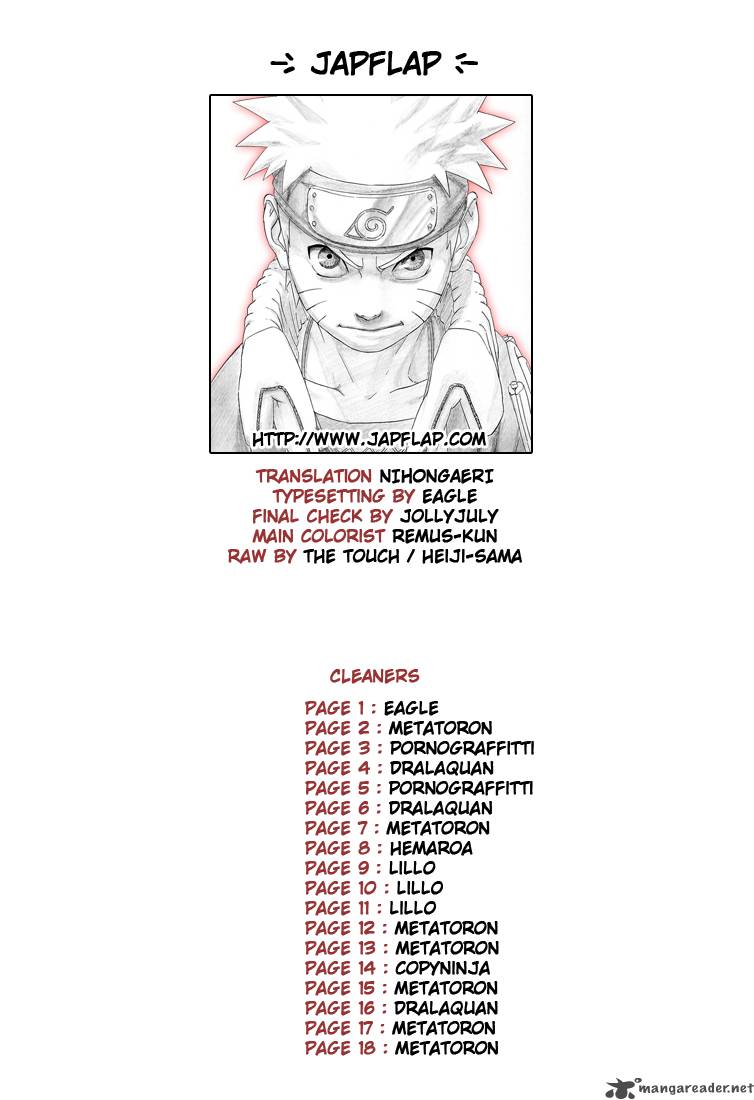 JAPFLAP
HTTP://WWW.JAPFLAP.COM
TRANSLATION NIHONGAERI
TYPESETTING BY EAGLE
FINAL CHECK BY JOLLYJULY
MAIN COLORIST REMUS-KUN
RAW BY THE TOUCH / HEIJI-SAMA
CLEANERS
PAGE 1 : EAGLE
PAGE 2 : METATORON
PAGE 3 : PORNOGRAFFITTI
PAGE 4 : DRALAQUAN
PAGE 5 : PORNOGRAFFITTI
PAGE 6 : DRALAQUAN
PAGE 7 : METATORON
PAGE 8 : HEMAROA
PAGE 9 : LILLO
PAGE 10 : LILLO
PAGE 11 : LILLO
PAGE 12 : METATORON
PAGE 13 : METATORON
PAGE 14 : COPYNINJA
PAGE 15 : METATORON
PAGE 16 : DRALAQUAN
PAGE 17 : METATORON
PAGE 18 : METATORON
mangareader.net